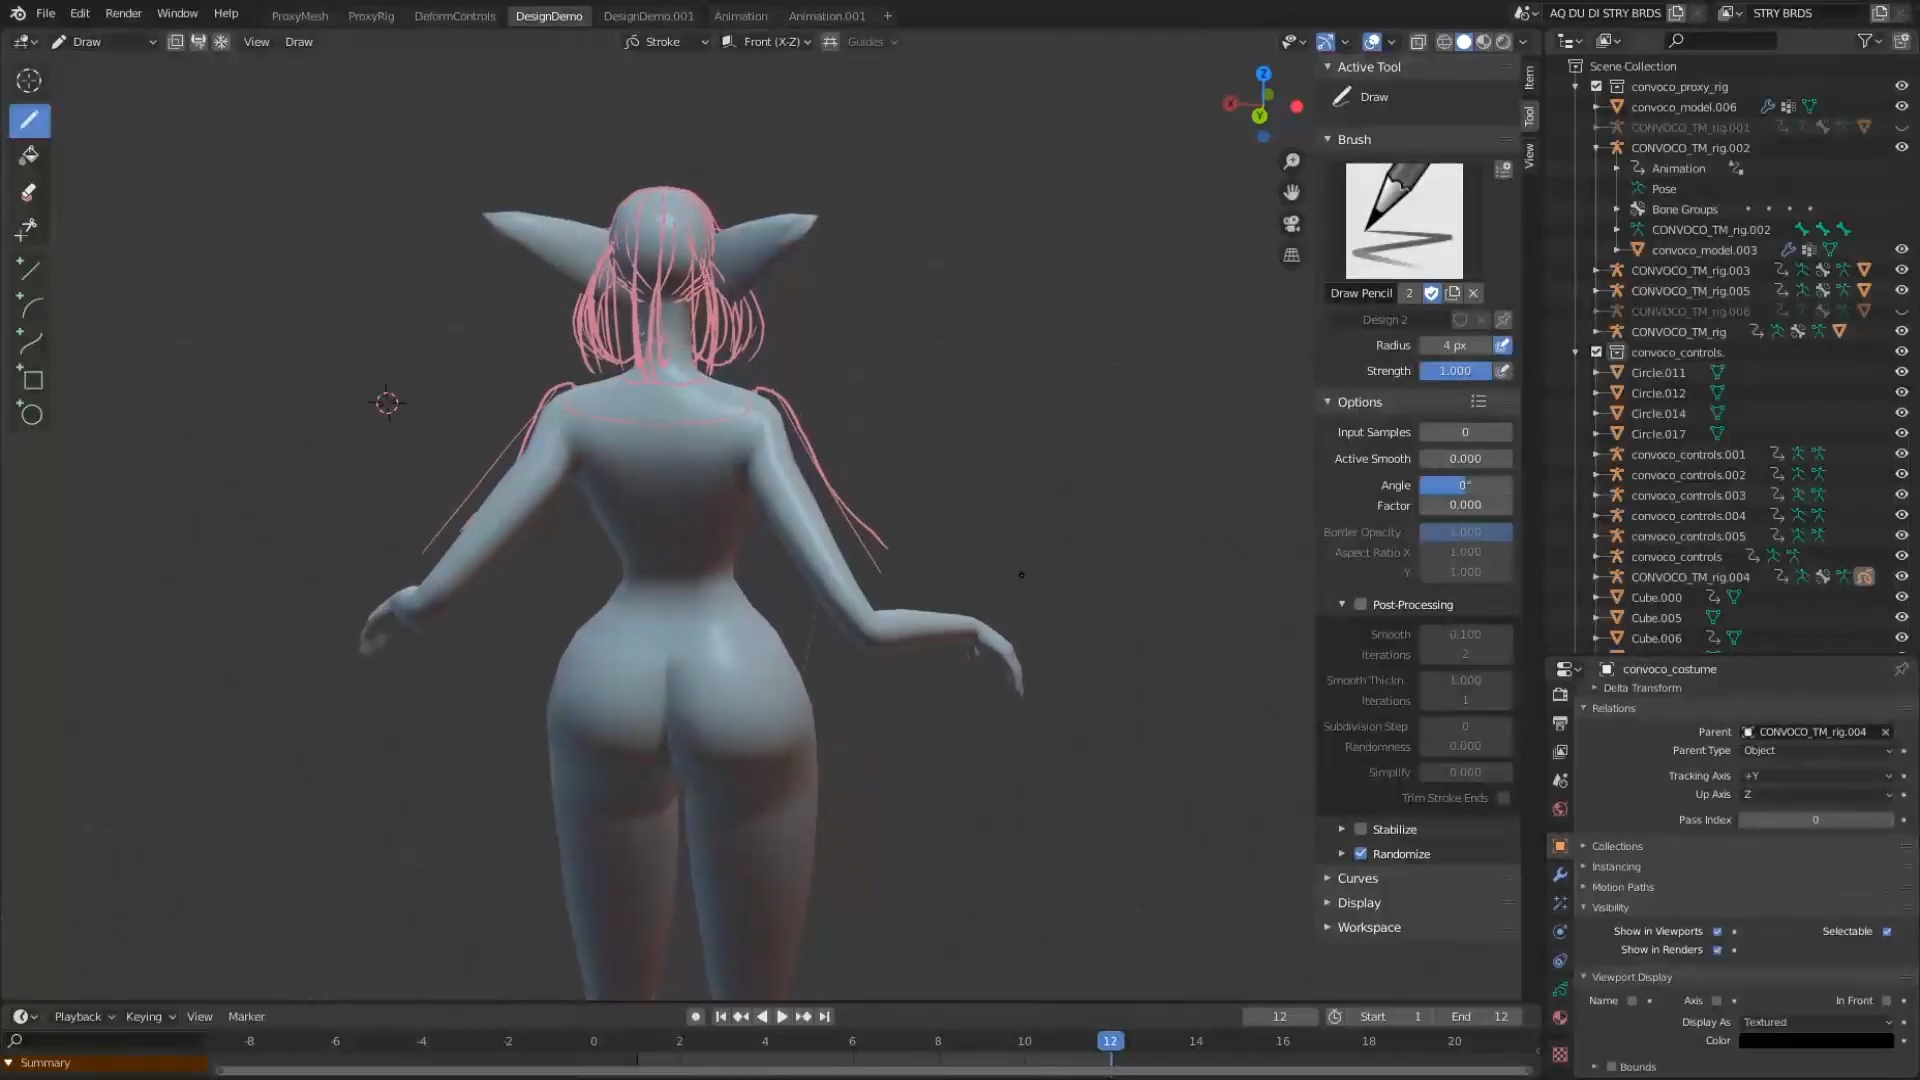 File Edit Render Window Help ProxyMesh ProxyRig DeformControls DesignDemo DesignDemo.001 Animation Animation.001 + AQ DU DI STRY BRDS STRY BRDS
Draw View Draw Stroke Front (X-Z) Guides
Active Tool
Draw
Brush
Draw Pencil 2
Design 2
Radius 4 px
Strength 1.000
Options
Input Samples 0
Active Smooth 0.000
Angle 0°
Factor 0.000
Border Opacity 1.000
Aspect Ratio X 1.000
Y 1.000
Post-Processing
Smooth 0.100
Iterations 2
Smooth Thickn. 1.000
Iterations 1
Subdivision Step 0
Randomness 0.000
Simplify 0.000
Trim Stroke Ends
Stabilize
Randomize
Curves
Display
Workspace
Item
Tool
View
X
Y
Z
Scene Collection
convoco_proxy_rig
convoco_model.006
CONVOCO_TM_rig.001
CONVOCO_TM_rig.002
Animation
Pose
Bone Groups
CONVOCO_TM_rig.002
convoco_model.003
CONVOCO_TM_rig.003
CONVOCO_TM_rig.005
CONVOCO_TM_rig.006
CONVOCO_TM_rig
convoco_controls.
Circle.011
Circle.012
Circle.014
Circle.017
convoco_controls.001
convoco_controls.002
convoco_controls.003
convoco_controls.004
convoco_controls.005
convoco_controls
CONVOCO_TM_rig.004
Cube.000
Cube.005
Cube.006
convoco_costume
Delta Transform
Relations
Parent CONVOCO_TM_rig.004
Parent Type Object
Tracking Axis +Y
Up Axis Z
Pass Index 0
Collections
Instancing
Motion Paths
Visibility
Show in Viewports Selectable
Show in Renders
Viewport Display
Name Axis In Front
Display As Textured
Color
Bounds
Playback Keying View Marker 12 Start 1 End 12
-8 -6 -4 -2 0 2 4 6 8 10 12 14 16 18 20
Summary